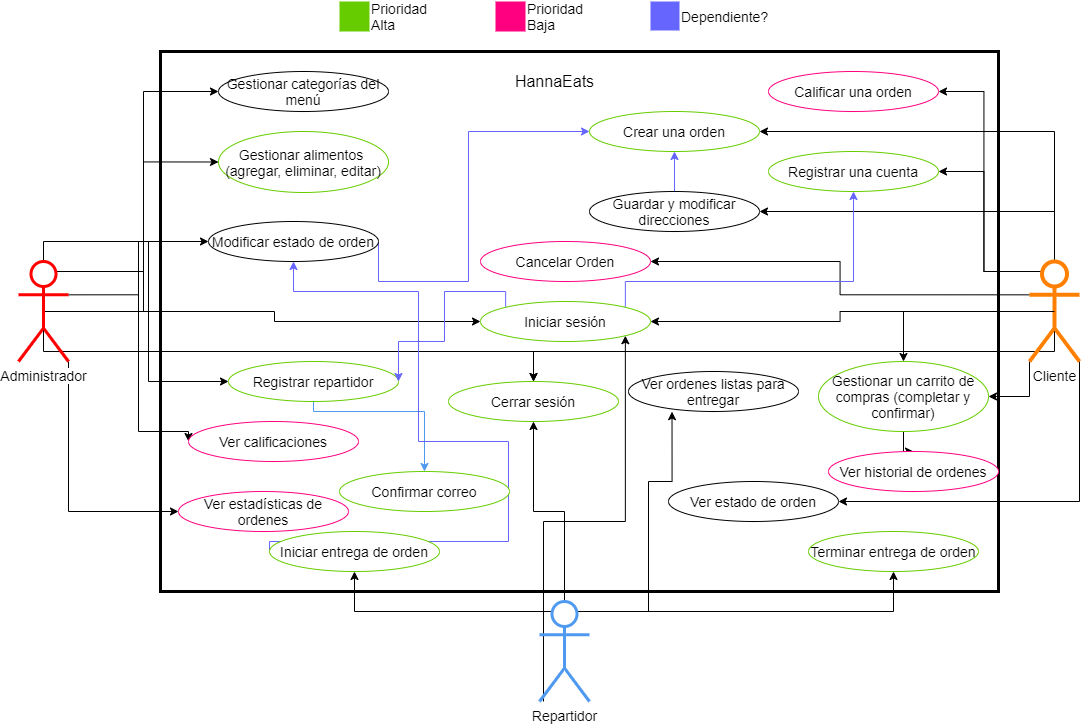 Prioridad
Alta
Prioridad
Baja
Dependiente?
HannaEats
Gestionar categorías del
menú
Calificar una orden
Crear una orden
Gestionar alimentos
(agregar, eliminar, editar)
Registrar una cuenta
Guardar y modificar
direcciones
Modificar estado de orden
Cancelar Orden
Iniciar sesión
Administrador
Cliente
Registrar repartidor
Ver ordenes listas para
entregar
Gestionar un carrito de
compras (completar y
confirmar)
Cerrar sesión
Ver calificaciones
Ver historial de ordenes
Confirmar correo
Ver estado de orden
Ver estadísticas de
ordenes
Iniciar entrega de orden
Terminar entrega de orden
Repartidor